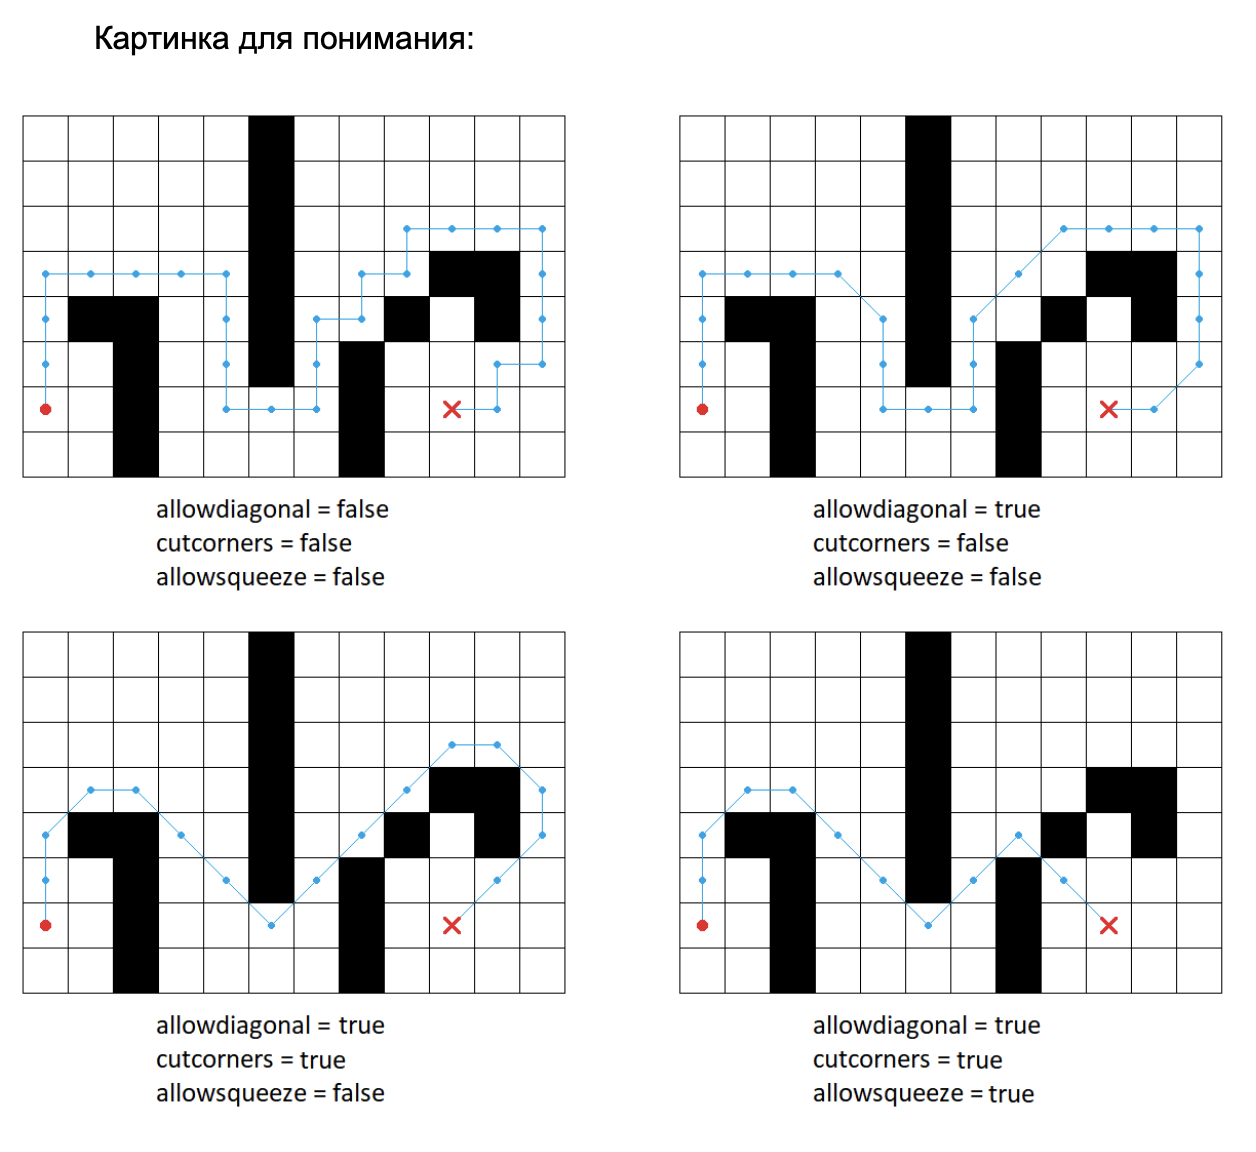 Картинка для понимания:
allowdiagonal = false
cutcorners = false
allowsqueeze = false
allowdiagonal = true
cutcorners = false
allowsqueeze = false
allowdiagonal = true
cutcorners = true
allowsqueeze = false
allowdiagonal = true
cutcorners = true
allowsqueeze = true